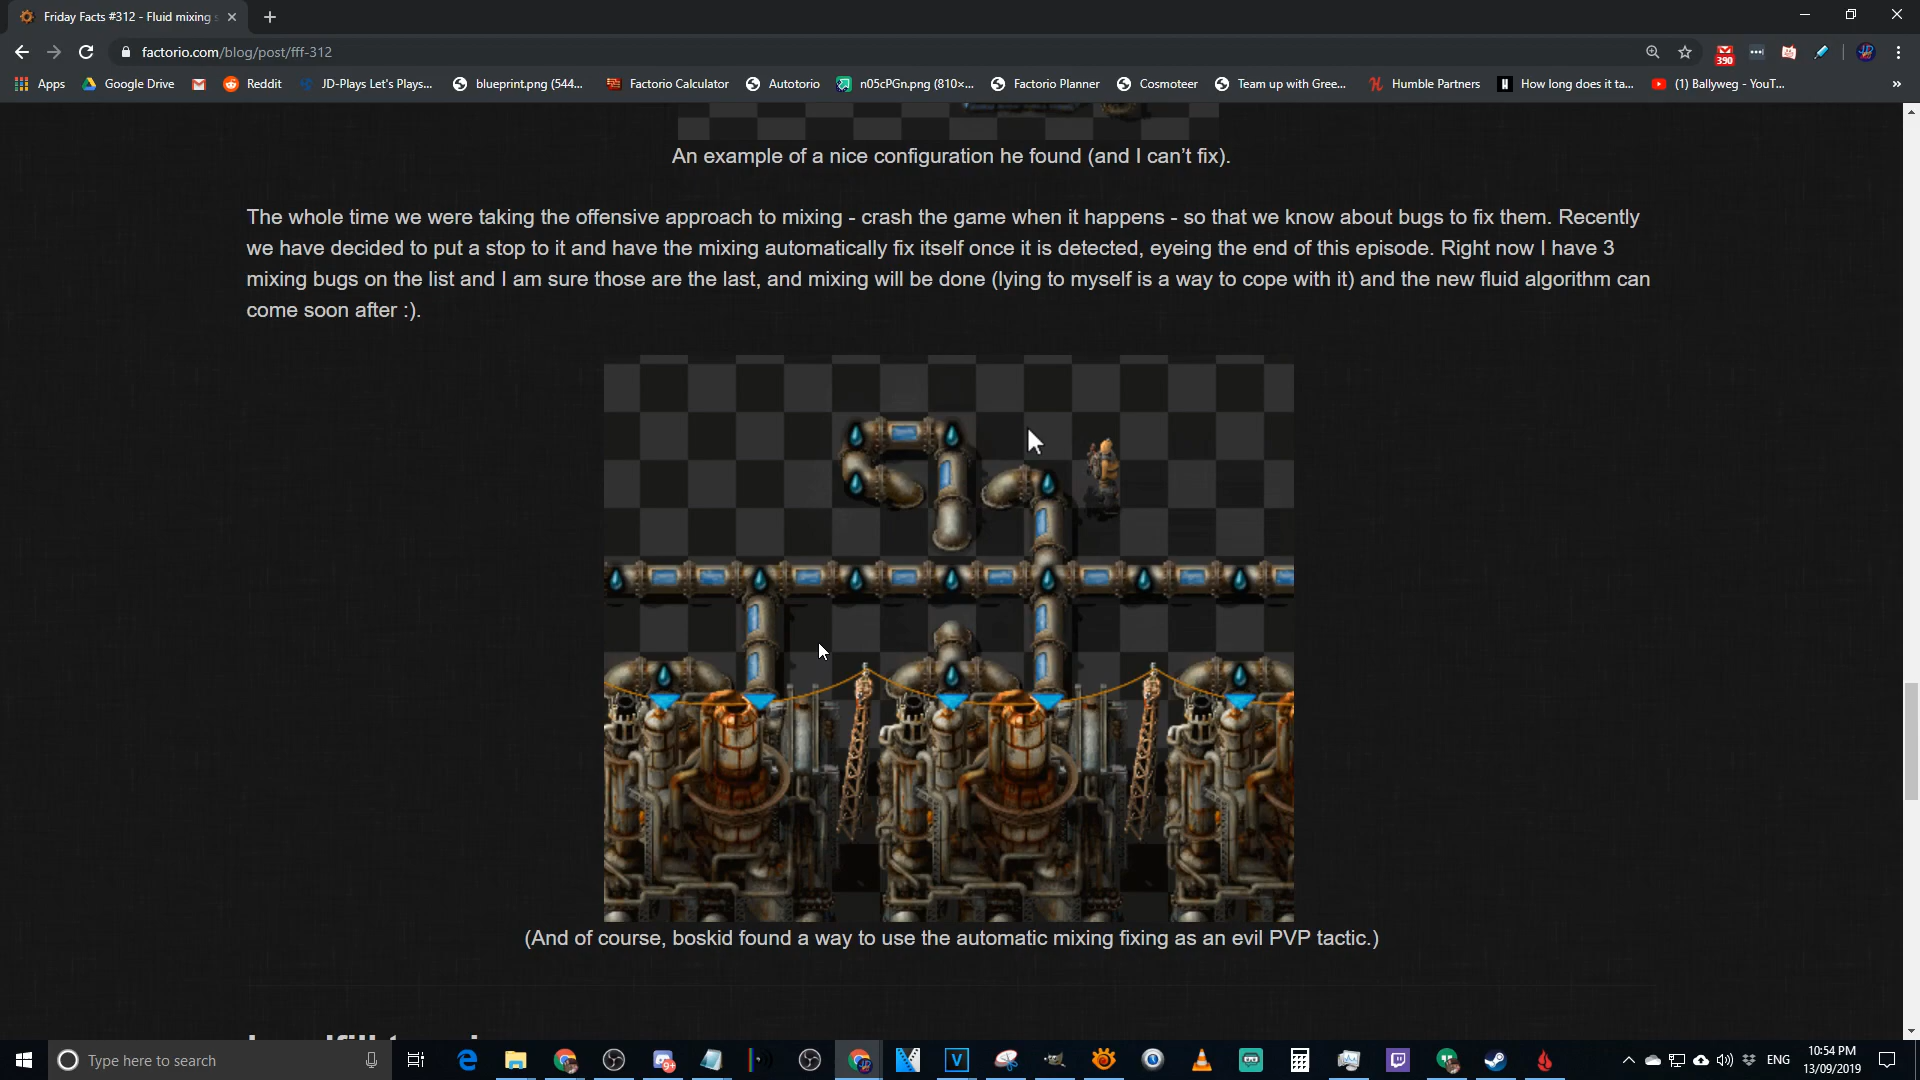 Friday Facts #312 - Fluid mixing
factorio.com/blog/post/fff-312
390
Apps
Google Drive
Reddit
JD-Plays Let's Plays...
blueprint.png (544...
Factorio Calculator
Autotorio
n05cPGn.png (810×...
Factorio Planner
Cosmoteer
Team up with Gree...
Humble Partners
How long does it ta...
(1) Ballyweg - YouT...
An example of a nice configuration he found (and I can't fix).
The whole time we were taking the offensive approach to mixing - crash the game when it happens - so that we know about bugs to fix them. Recently
we have decided to put a stop to it and have the mixing automatically fix itself once it is detected, eyeing the end of this episode. Right now I have 3
mixing bugs on the list and I am sure those are the last, and mixing will be done (lying to myself is a way to cope with it) and the new fluid algorithm can
come soon after :).
(And of course, boskid found a way to use the automatic mixing fixing as an evil PVP tactic.)
Type here to search
ENG
10:54 PM
13/09/2019